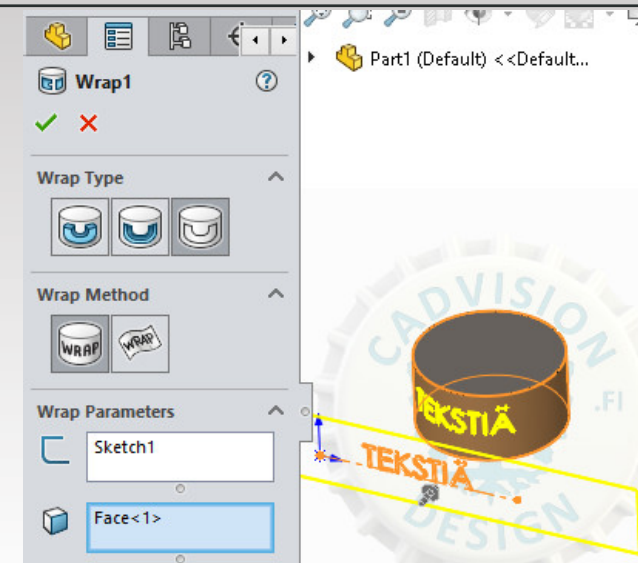 Part1 (Default) <<Default...
Wrap1
Wrap Type
Wrap Method
WRAP
WRAP
Wrap Parameters
Sketch1
Face<1>
CADVISION
.FI
DESIGN
TEKSTIÄ
TEKSTIÄ